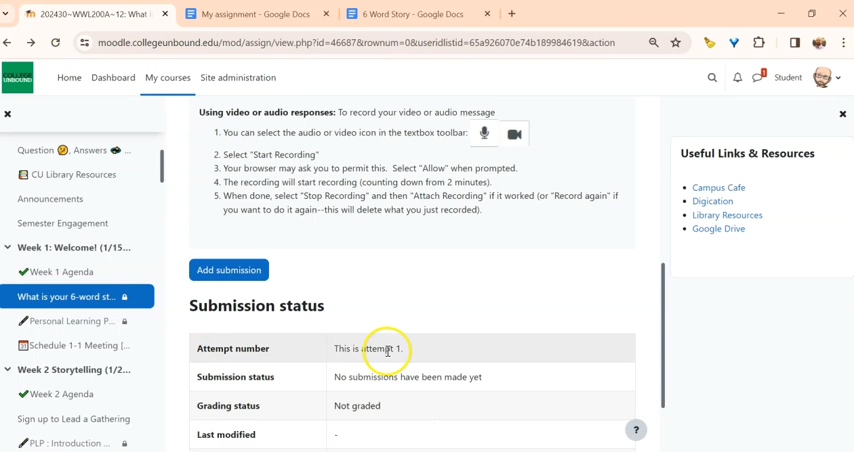 202430~WWL200A~12: What i
My assignment - Google Docs
6 Word Story - Google Docs
moodle.collegeunbound.edu/mod/assign/view.php?id=46687&rownum=0&useridlistid=65a926070e74b189984619&action
COLLEGE
UNBOUND
Home
Dashboard
My courses
Site administration
1
Student
Question 🤔, Answers 🎓 ...
CU Library Resources
Announcements
Semester Engagement
Week 1: Welcome! (1/15...
Week 1 Agenda
What is your 6-word st...
Personal Learning P...
Schedule 1-1 Meeting (...
Week 2 Storytelling (1/2...
Week 2 Agenda
Sign up to Lead a Gathering
PLP : Introduction ...
Using video or audio responses: To record your video or audio message
1. You can select the audio or video icon in the textbox toolbar:
2. Select "Start Recording"
3. Your browser may ask you to permit this. Select "Allow" when prompted.
4. The recording will start recording (counting down from 2 minutes).
5. When done, select "Stop Recording" and then "Attach Recording" if it worked (or "Record again" if
you want to do it again--this will delete what you just recorded).
Add submission
Submission status
Attempt number This is attempt 1.
Submission status No submissions have been made yet
Grading status Not graded
Last modified -
?
Useful Links & Resources
Campus Cafe
Digication
Library Resources
Google Drive